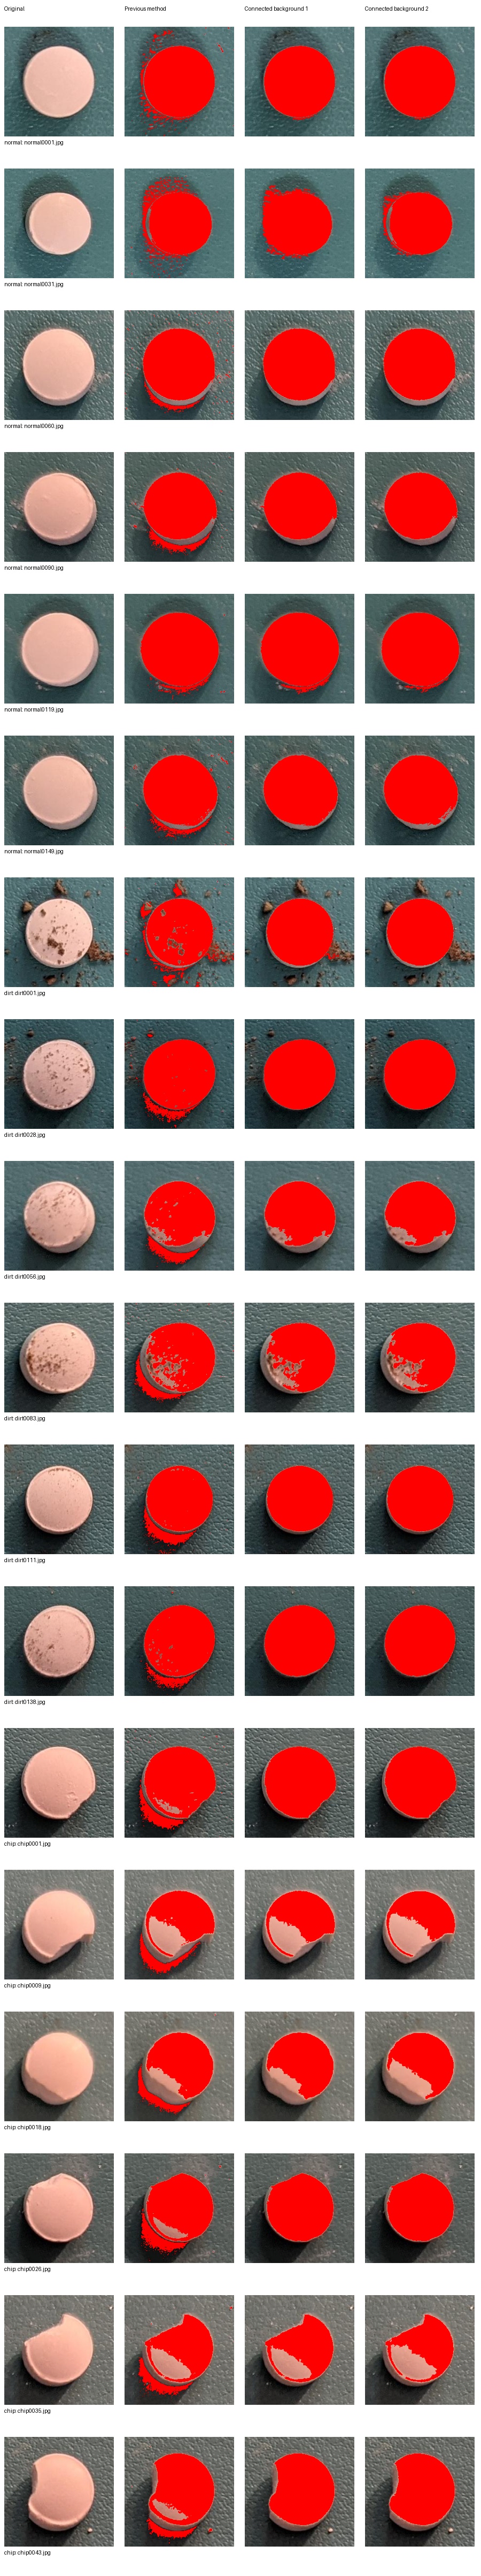 Original Previous method Connected background 1 Connected background 2
normal: normal0001.jpg
normal: normal0031.jpg
normal: normal0060.jpg
normal: normal0090.jpg
normal: normal0119.jpg
normal: normal0149.jpg
dirt: dirt0001.jpg
dirt: dirt0028.jpg
dirt: dirt0056.jpg
dirt: dirt0083.jpg
dirt: dirt0111.jpg
dirt: dirt0138.jpg
chip: chip0001.jpg
chip: chip0009.jpg
chip: chip0018.jpg
chip: chip0026.jpg
chip: chip0035.jpg
chip: chip0043.jpg